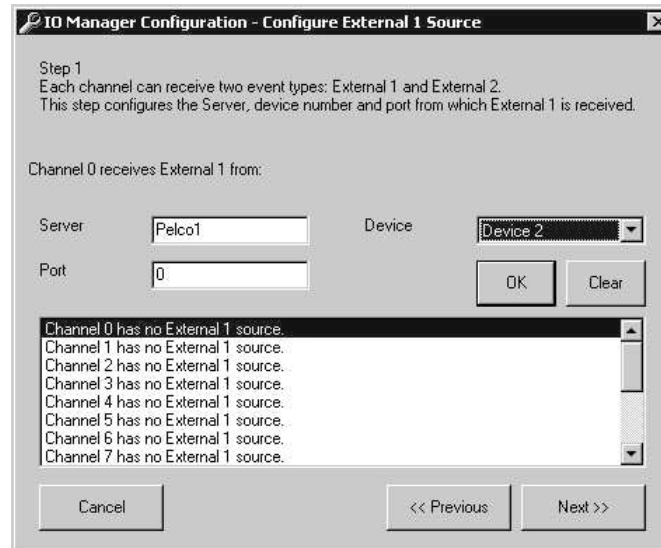 IO Manager Configuration - Configure External 1 Source
Step 1
Each channel can receive two event types: External 1 and External 2.
This step configures the Server, device number and port from which External 1 is received.
Channel 0 receives External 1 from:
Server Pelco1 Device Device 2
Port 0 OK Clear
Channel 0 has no External 1 source.
Channel 1 has no External 1 source.
Channel 2 has no External 1 source.
Channel 3 has no External 1 source.
Channel 4 has no External 1 source.
Channel 5 has no External 1 source.
Channel 6 has no External 1 source.
Channel 7 has no External 1 source.
Cancel << Previous Next >>